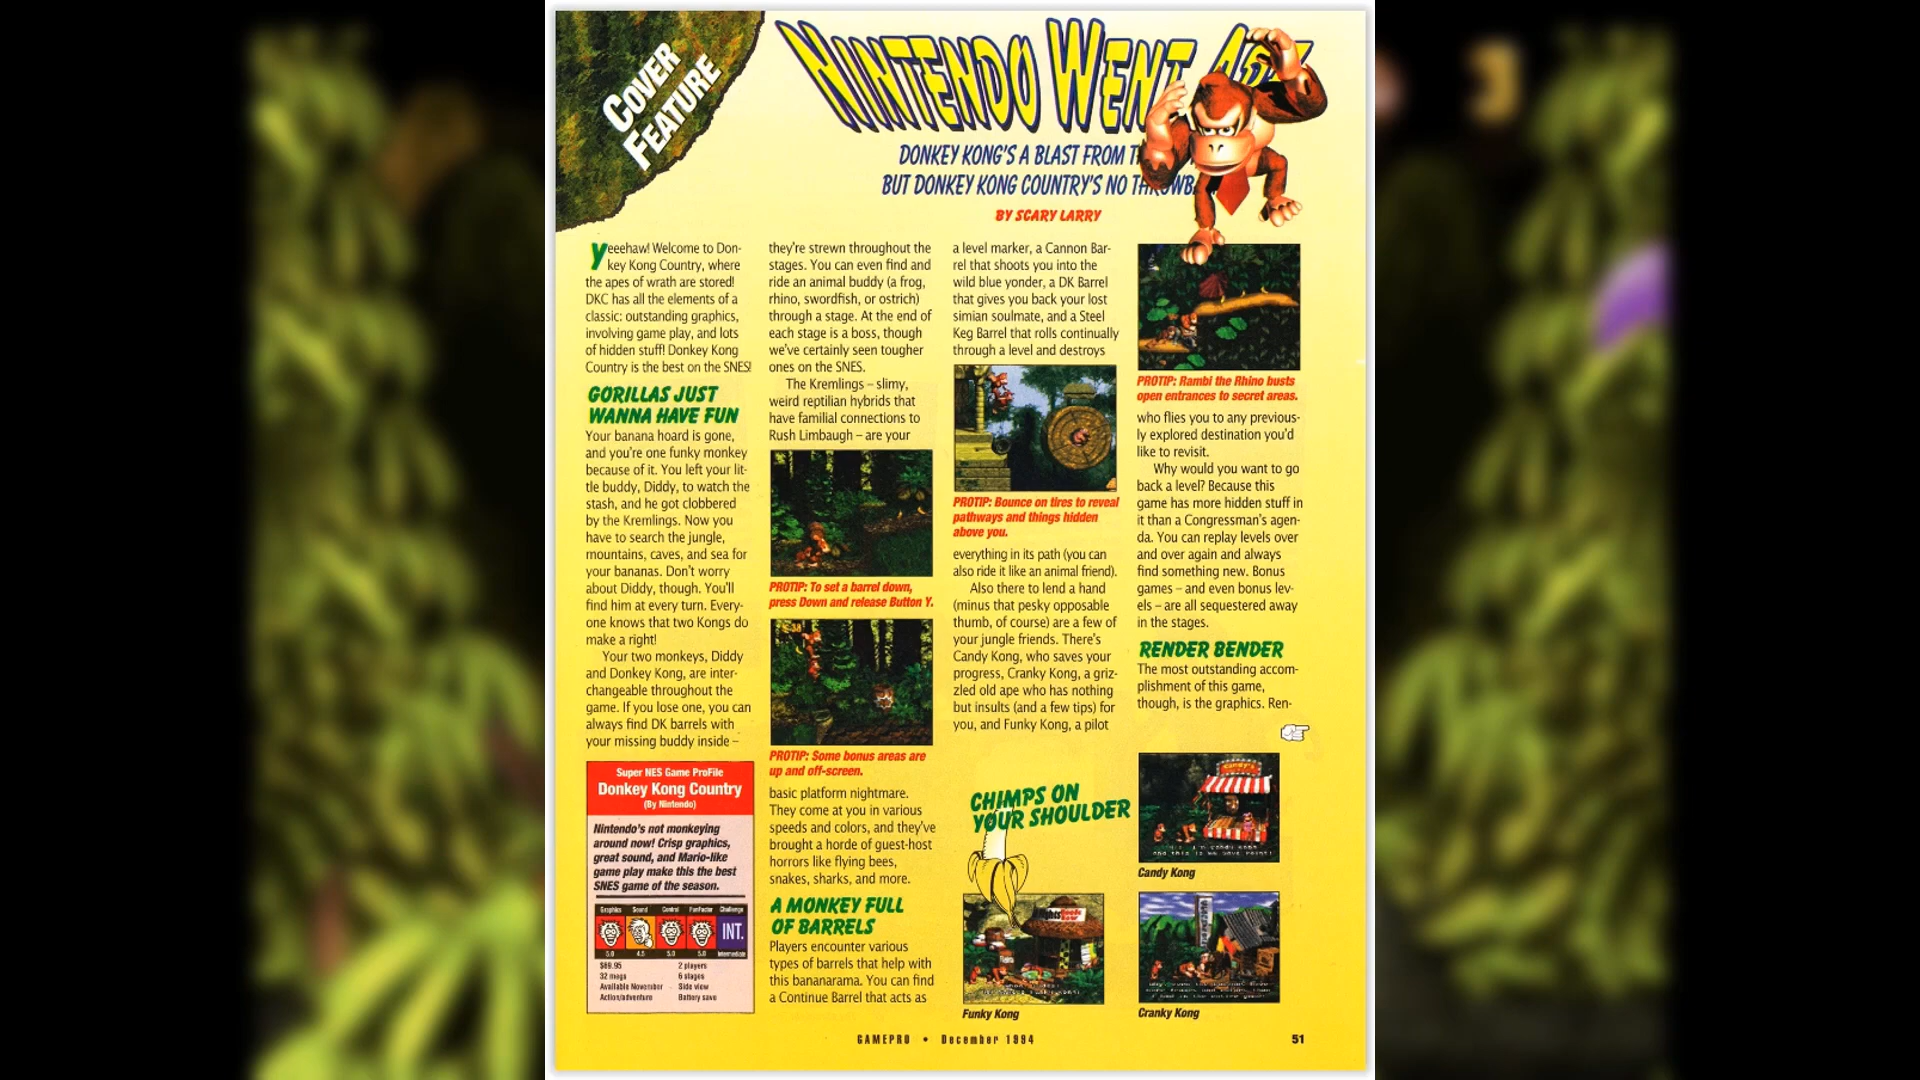 COVER
FEATURE
NINTENDO WENT
DONKEY KONG'S A BLAST FROM
BUT DONKEY KONG COUNTRY'S NO
BY SCARY LARRY
yeeehaw! Welcome to Don-
key Kong Country, where
the apes of wrath are stored!
DKC has all the elements of a
classic: outstanding graphics,
involving game play, and lots
of hidden stuff! Donkey Kong
Country is the best on the SNES!
GORILLAS JUST
WANNA HAVE FUN
Your banana hoard is gone,
and you're one funky monkey
because of it. You left your lit-
tle buddy, Diddy, to watch the
stash, and he got clobbered
by the Kremlings. Now you
have to search the jungle,
mountains, caves, and sea for
your bananas. Don't worry
about Diddy, though. You'll
find him at every turn. Every-
one knows that two Kongs do
make a right!
Your two monkeys, Diddy
and Donkey Kong, are inter-
changeable throughout the
game. If you lose one, you can
always find DK barrels with
your missing buddy inside –
Super NES Game ProFile
Donkey Kong Country
(By Nintendo)
Nintendo's not monkeying
around now! Crisp graphics,
great sound, and Mario-like
game play make this the best
SNES game of the season.
Graphics Sound Control FunFactor Challenge
INT.
5.0 4.5 5.0 5.0 Intermediate
$69.95 2 players
32 megs 6 stages
Available November Side view
Action/adventure Battery save
they're strewn throughout the
stages. You can even find and
ride an animal buddy (a frog,
rhino, swordfish, or ostrich)
through a stage. At the end of
each stage is a boss, though
we've certainly seen tougher
ones on the SNES.
The Kremlings – slimy,
weird reptilian hybrids that
have familial connections to
Rush Limbaugh – are your
PROTIP: To set a barrel down,
press Down and release Button Y.
PROTIP: Some bonus areas are
up and off-screen.
basic platform nightmare.
They come at you in various
speeds and colors, and they've
brought a horde of guest-host
horrors like flying bees,
snakes, sharks, and more.
A MONKEY FULL
OF BARRELS
Players encounter various
types of barrels that help with
this bananarama. You can find
a Continue Barrel that acts as
a level marker, a Cannon Bar-
rel that shoots you into the
wild blue yonder, a DK Barrel
that gives you back your lost
simian soulmate, and a Steel
Keg Barrel that rolls continually
through a level and destroys
PROTIP: Bounce on tires to reveal
pathways and things hidden
above you.
everything in its path (you can
also ride it like an animal friend).
Also there to lend a hand
(minus that pesky opposable
thumb, of course) are a few of
your jungle friends. There's
Candy Kong, who saves your
progress, Cranky Kong, a griz-
zled old ape who has nothing
but insults (and a few tips) for
you, and Funky Kong, a pilot
PROTIP: Rambi the Rhino busts
open entrances to secret areas.
who flies you to any previous-
ly explored destination you'd
like to revisit.
Why would you want to go
back a level? Because this
game has more hidden stuff in
it than a Congressman's agen-
da. You can replay levels over
and over again and always
find something new. Bonus
games – and even bonus lev-
els – are all sequestered away
in the stages.
RENDER BENDER
The most outstanding accom-
plishment of this game,
though, is the graphics. Ren-
CHIMPS ON
YOUR SHOULDER
Funky Kong
Candy's
Candy Kong
Cranky Kong
GAMEPRO • December 1994
51